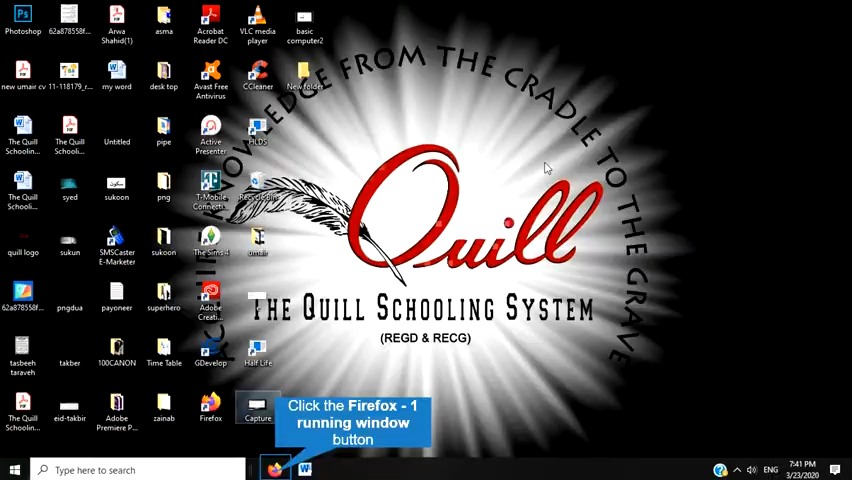 Photoshop
62a878558f...
Arwa
Shahid(1)
asma
Acrobat
Reader DC
VLC media
player
basic
computer2
new umair cv
11-118179_r...
my word
desk top
Avast Free
Antivirus
CCleaner
New folder
The Quill
Schoolin...
The Quill
Schooli...
Untitled
pipe
Active
Presenter
HLDS
The Quill
Schooli...
syed
sukoon
png
T-Mobile
Connecti...
Recycle Bin
quill logo
sukun
SMSCaster
E-Marketer
sukoon
The Sims 4
umair
62a878558f...
pngdua
payoneer
superhero
Adobe
Creati...
tasbeeh
taraveh
takber
100CANON
Time Table
GDevelop
Half Life
The Quill
Schoolin...
eid-takbir
Adobe
Premiere P...
zainab
Firefox
Capture
KNOWLEDGE FROM THE CRADLE TO THE GRAVE
Quill
THE QUILL SCHOOLING SYSTEM
(REGD & RECG)
Click the Firefox - 1
running window
button
Type here to search
ENG
7:41 PM
3/23/2020